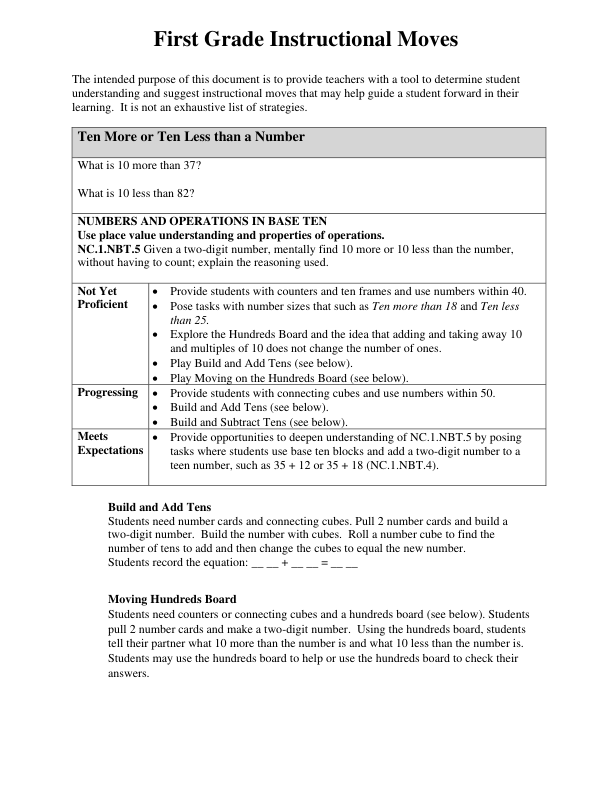 First Grade Instructional Moves
The intended purpose of this document is to provide teachers with a tool to determine student
understanding and suggest instructional moves that may help guide a student forward in their
learning.  It is not an exhaustive list of strategies.
Ten More or Ten Less than a Number
What is 10 more than 37?
What is 10 less than 82?
NUMBERS AND OPERATIONS IN BASE TEN
Use place value understanding and properties of operations.
NC.1.NBT.5 Given a two-digit number, mentally find 10 more or 10 less than the number,
without having to count; explain the reasoning used.
Not Yet
Proficient
• Provide students with counters and ten frames and use numbers within 40.
• Pose tasks with number sizes that such as Ten more than 18 and Ten less
than 25.
• Explore the Hundreds Board and the idea that adding and taking away 10
and multiples of 10 does not change the number of ones.
• Play Build and Add Tens (see below).
• Play Moving on the Hundreds Board (see below).
Progressing
• Provide students with connecting cubes and use numbers within 50.
• Build and Add Tens (see below).
• Build and Subtract Tens (see below).
Meets
Expectations
• Provide opportunities to deepen understanding of NC.1.NBT.5 by posing
tasks where students use base ten blocks and add a two-digit number to a
teen number, such as 35 + 12 or 35 + 18 (NC.1.NBT.4).
Build and Add Tens
Students need number cards and connecting cubes. Pull 2 number cards and build a
two-digit number.  Build the number with cubes.  Roll a number cube to find the
number of tens to add and then change the cubes to equal the new number.
Students record the equation: __ __ + __ __ = __ __
Moving Hundreds Board
Students need counters or connecting cubes and a hundreds board (see below). Students
pull 2 number cards and make a two-digit number.  Using the hundreds board, students
tell their partner what 10 more than the number is and what 10 less than the number is.
Students may use the hundreds board to help or use the hundreds board to check their
answers.